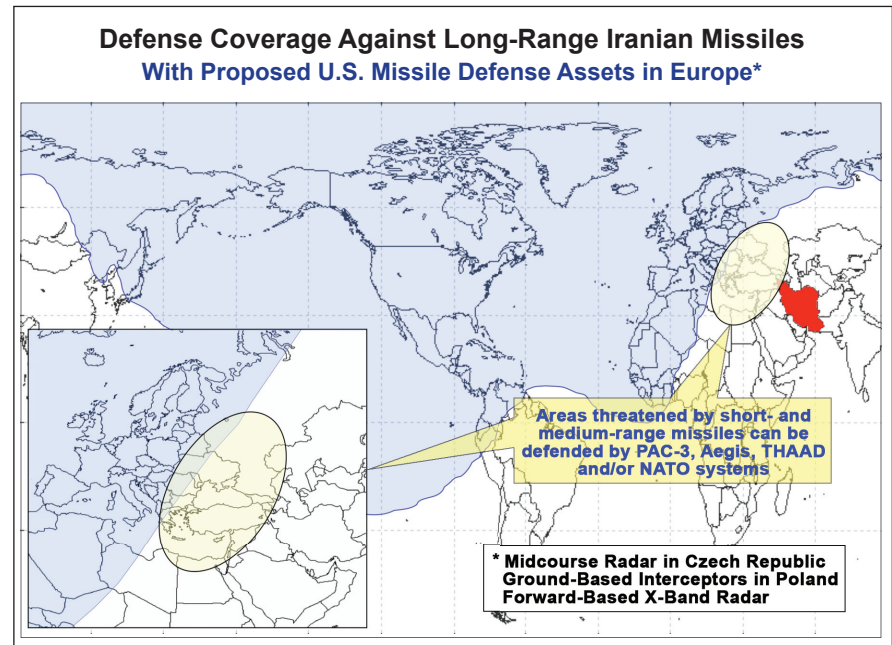 Defense Coverage Against Long-Range Iranian Missiles
With Proposed U.S. Missile Defense Assets in Europe*
Areas threatened by short- and
medium-range missiles can be
defended by PAC-3, Aegis, THAAD
and/or NATO systems
* Midcourse Radar in Czech Republic
Ground-Based Interceptors in Poland
Forward-Based X-Band Radar